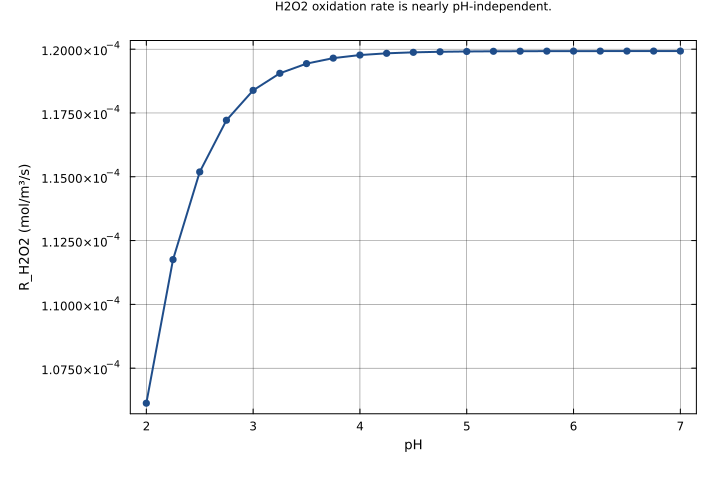 H2O2 oxidation rate is nearly pH-independent.
1.2000×10⁻⁴
1.1750×10⁻⁴
1.1500×10⁻⁴
1.1250×10⁻⁴
1.1000×10⁻⁴
1.0750×10⁻⁴
R_H2O2 (mol/m³/s)
2 3 4 5 6 7
pH